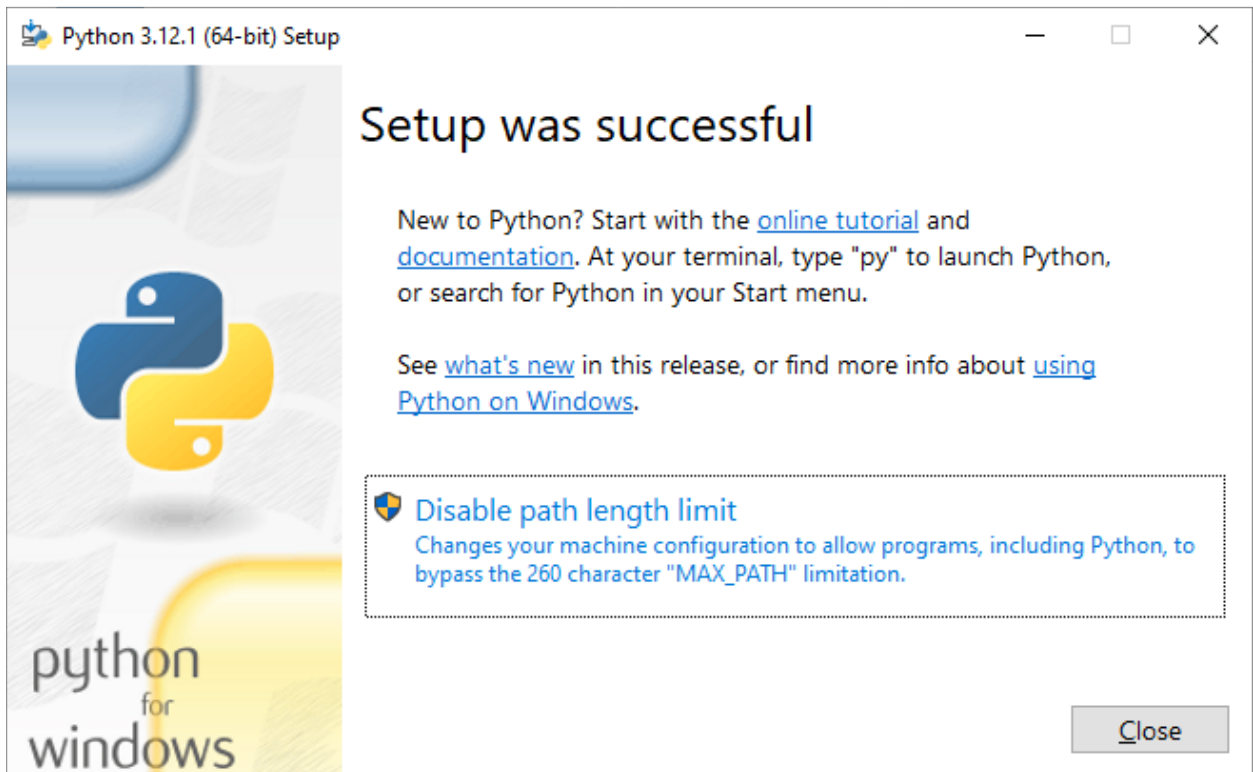 Python 3.12.1 (64-bit) Setup
Setup was successful
New to Python? Start with the online tutorial and
documentation. At your terminal, type "py" to launch Python,
or search for Python in your Start menu.
See what's new in this release, or find more info about using
Python on Windows.
Disable path length limit
Changes your machine configuration to allow programs, including Python, to
bypass the 260 character "MAX_PATH" limitation.
python
for
windows
Close